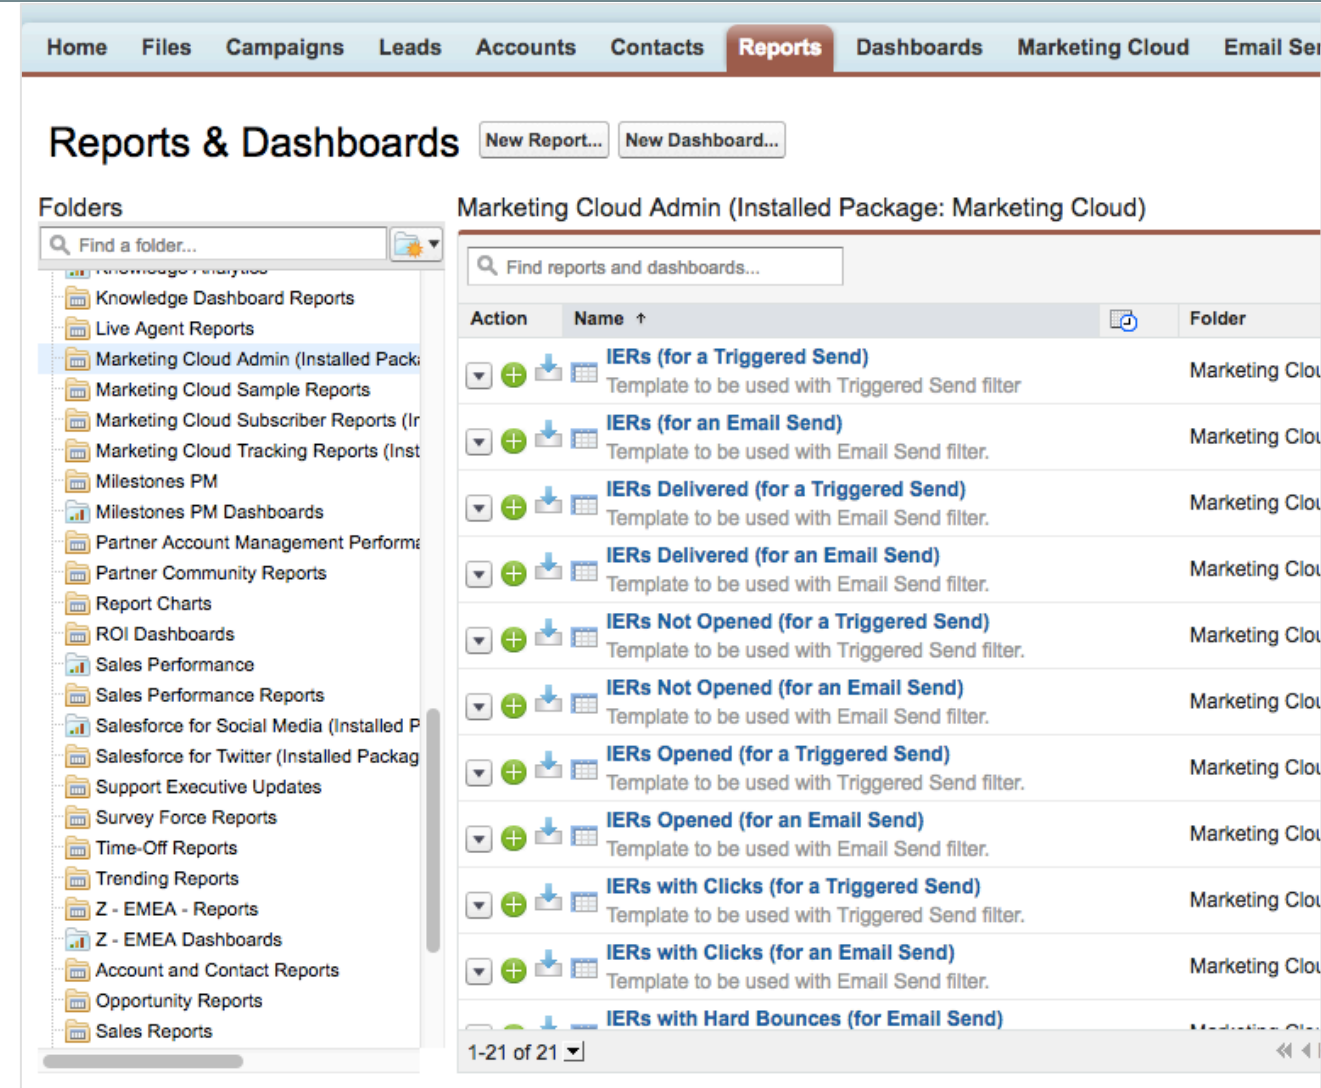 Home Files Campaigns Leads Accounts Contacts Reports Dashboards Marketing Cloud Email
Reports & Dashboards New Report... New Dashboard...
Folders
Find a folder...
Knowledge Analytics
Knowledge Dashboard Reports
Live Agent Reports
Marketing Cloud Admin (Installed
Marketing Cloud Sample Reports
Marketing Cloud Subscriber Reports
Marketing Cloud Tracking Reports
Milestones PM
Milestones PM Dashboards
Partner Account Management
Partner Community Reports
Report Charts
ROI Dashboards
Sales Performance
Sales Performance Reports
Salesforce for Social Media (Installed
Salesforce for Twitter (Installed
Support Executive Updates
Survey Force Reports
Time-Off Reports
Trending Reports
Z - EMEA - Reports
Z - EMEA Dashboards
Account and Contact Reports
Opportunity Reports
Sales Reports
Marketing Cloud Admin (Installed Package: Marketing Cloud)
Find reports and dashboards...
Action Name ↑ Folder
IERs (for a Triggered Send)
Template to be used with Triggered Send filter
Marketing
IERs (for an Email Send)
Template to be used with Email Send filter.
Marketing
IERs Delivered (for a Triggered Send)
Template to be used with Email Send filter.
Marketing
IERs Delivered (for an Email Send)
Template to be used with Email Send filter.
Marketing
IERs Not Opened (for a Triggered Send)
Template to be used with Triggered Send filter.
Marketing
IERs Not Opened (for an Email Send)
Template to be used with Email Send filter.
Marketing
IERs Opened (for a Triggered Send)
Template to be used with Triggered Send filter.
Marketing
IERs Opened (for an Email Send)
Template to be used with Email Send filter.
Marketing
IERs with Clicks (for a Triggered Send)
Template to be used with Triggered Send filter.
Marketing
IERs with Clicks (for an Email Send)
Template to be used with Email Send filter.
Marketing
IERs with Hard Bounces (for Email Send)
1-21 of 21